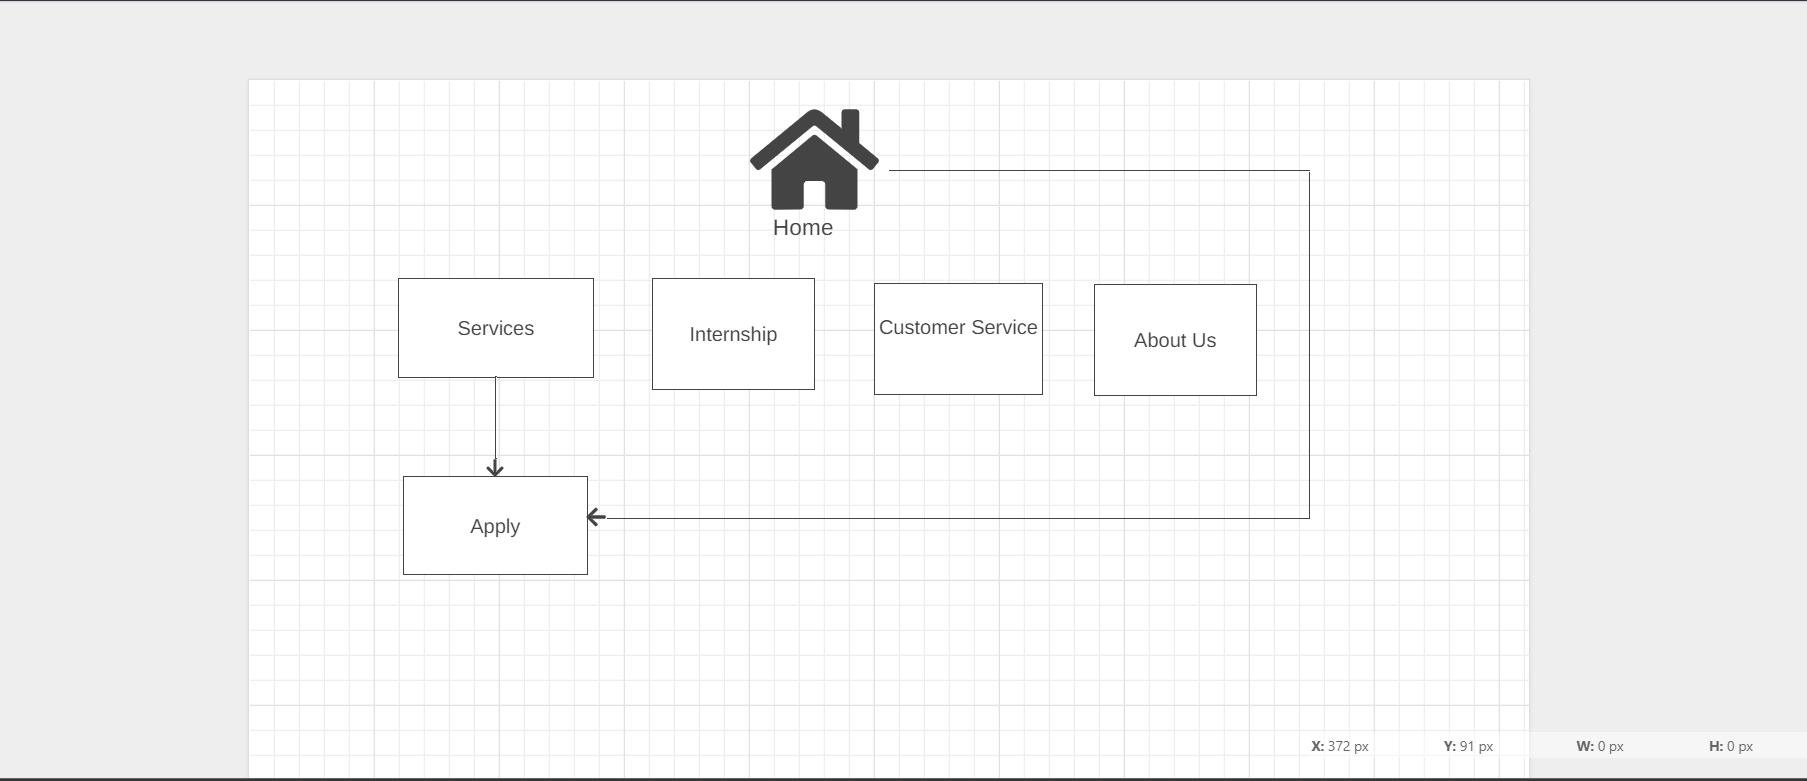 Home
Services
Internship
Customer Service
About Us
Apply
X: 372 px Y: 91 px W: 0 px H: 0 px